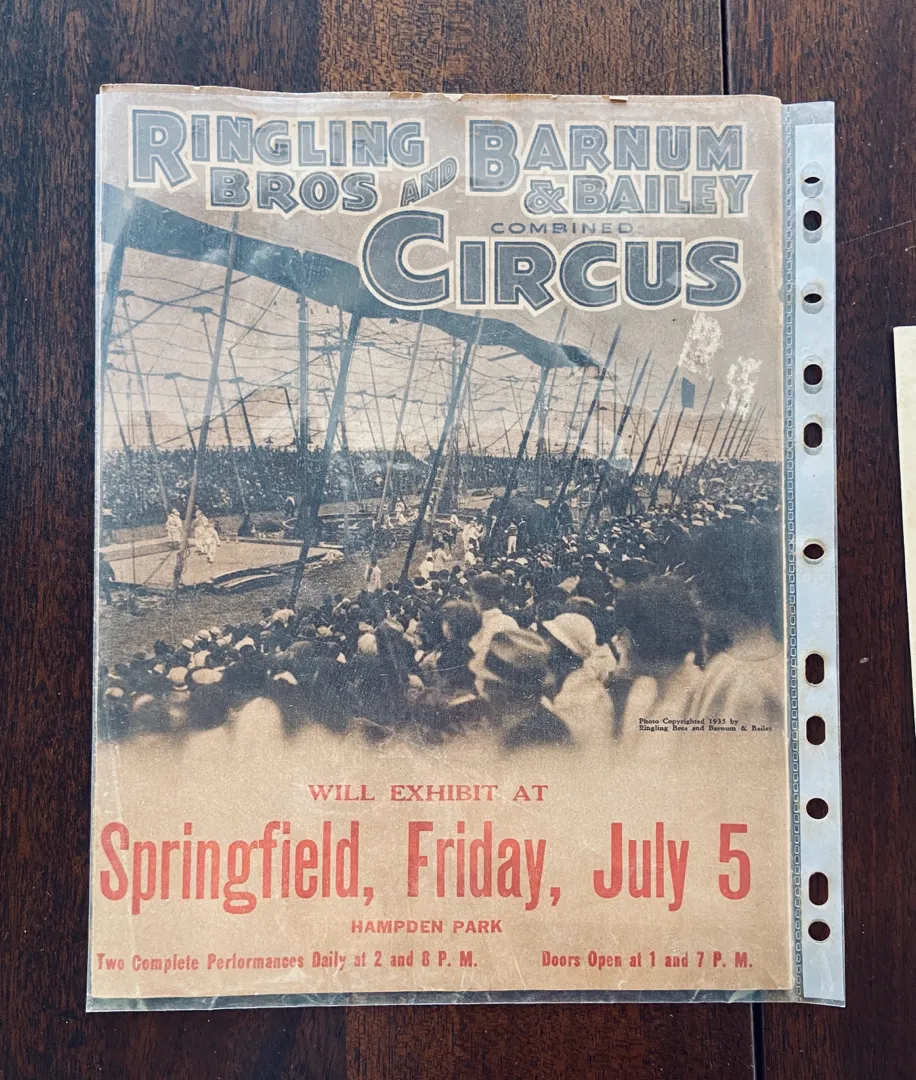 RINGLING BROS AND BARNUM & BAILEY
COMBINED
CIRCUS
Photo Copyrighted 1935 by
Ringling Bros and Barnum & Bailey
WILL EXHIBIT AT
Springfield, Friday, July 5
HAMPDEN PARK
Two Complete Performances Daily at 2 and 8 P. M. Doors Open at 1 and 7 P. M.